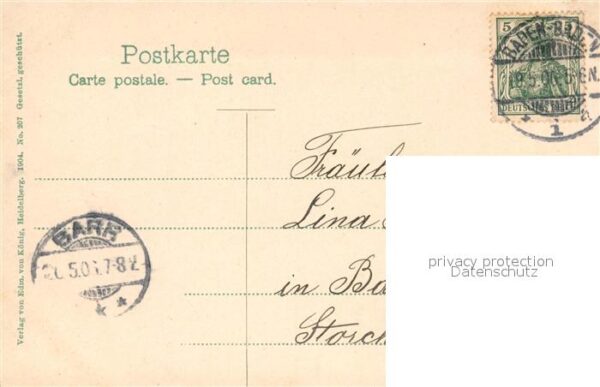 Postkarte
Carte postale. — Post card.
5
DEUTSCHES REICH
BADEN-BADEN
1
a
Fräul
Lina
in Ba
Storch
BARR
privacy protection
Datenschutz
Verlag von Edm. von König, Heidelberg. 1904. No. 207 Gesetzl. geschützt.